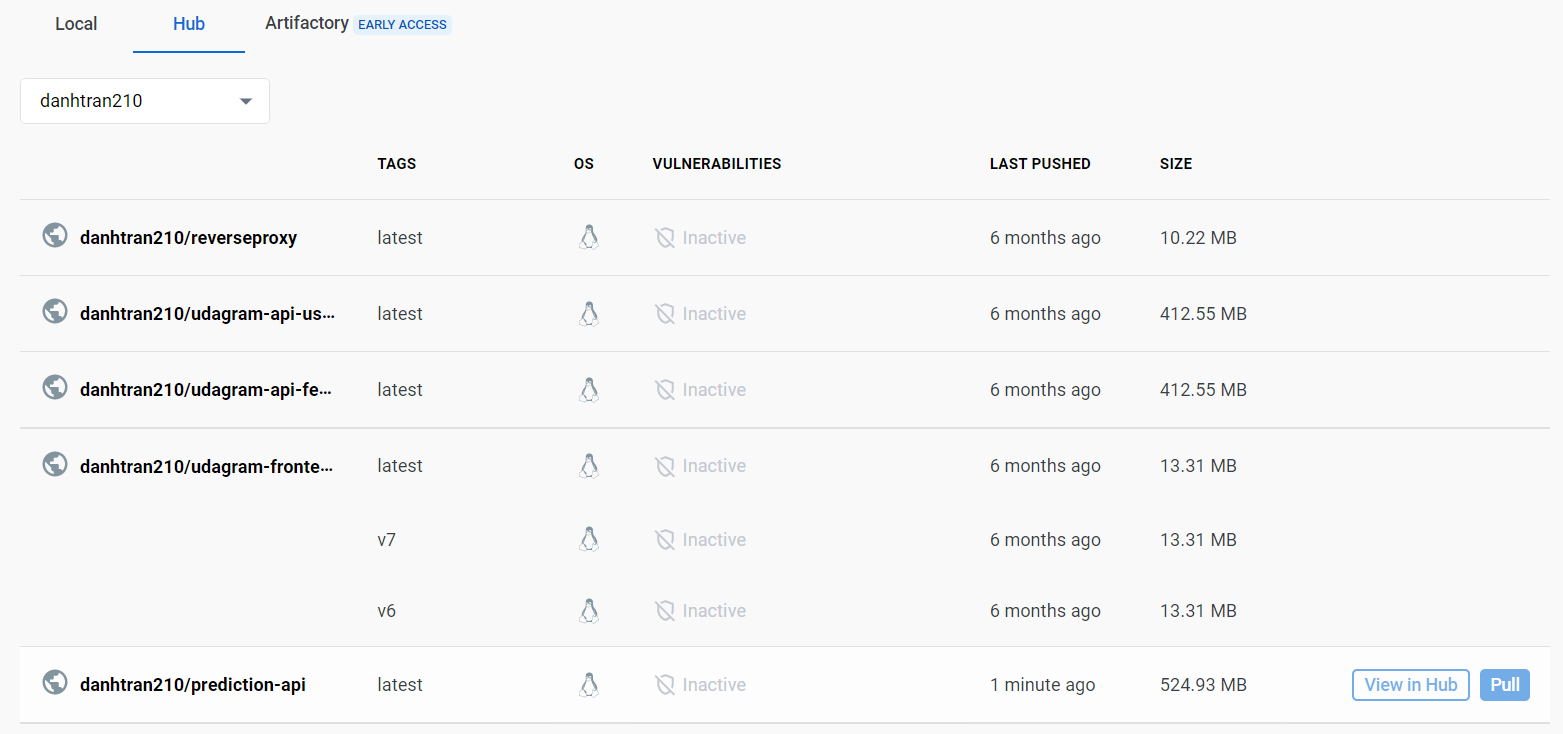 Local Hub Artifactory EARLY ACCESS
danhtran210
TAGS OS VULNERABILITIES LAST PUSHED SIZE
danhtran210/reverseproxy latest Inactive 6 months ago 10.22 MB
danhtran210/udagram-api-us... latest Inactive 6 months ago 412.55 MB
danhtran210/udagram-api-fe... latest Inactive 6 months ago 412.55 MB
danhtran210/udagram-fronte... latest Inactive 6 months ago 13.31 MB
v7 Inactive 6 months ago 13.31 MB
v6 Inactive 6 months ago 13.31 MB
danhtran210/prediction-api latest Inactive 1 minute ago 524.93 MB View in Hub Pull